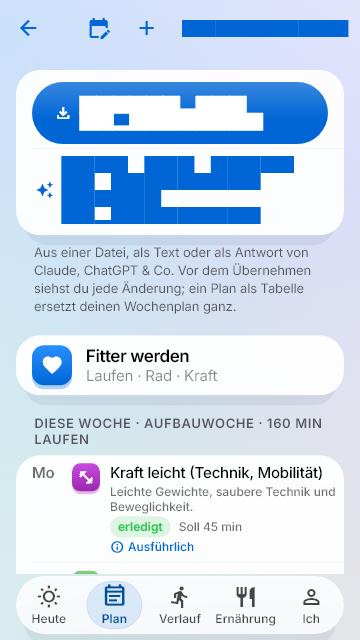 Aus einer Datei, als Text oder als Antwort von
Claude, ChatGPT & Co. Vor dem Übernehmen
siehst du jede Änderung; ein Plan als Tabelle
ersetzt deinen Wochenplan ganz.
Fitter werden
Laufen · Rad · Kraft
DIESE WOCHE · AUFBAUWOCHE · 160 MIN
LAUFEN
Mo
Kraft leicht (Technik, Mobilität)
Leichte Gewichte, saubere Technik und
Beweglichkeit.
erledigt Soll 45 min
Ausführlich
Heute Plan Verlauf Ernährung Ich